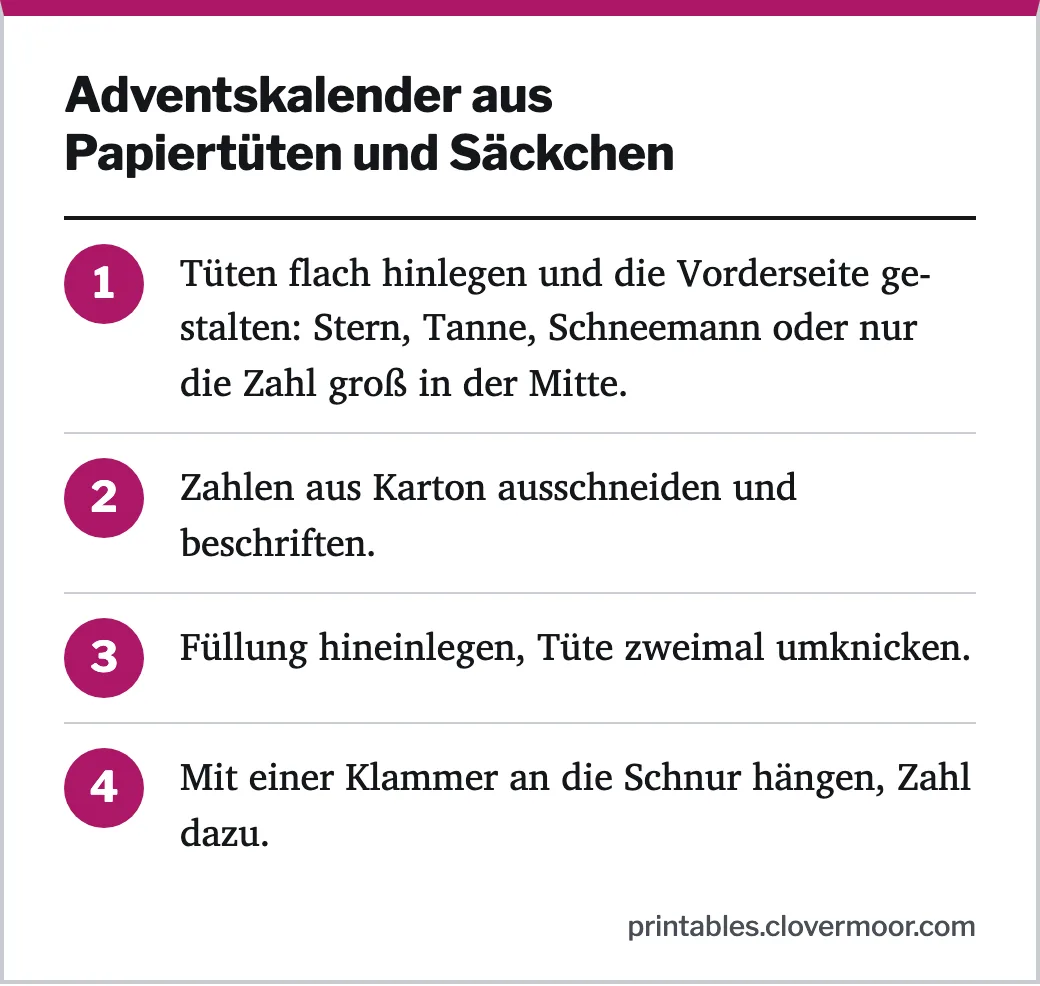 Adventskalender aus
Papiertüten und Säckchen
1
Tüten flach hinlegen und die Vorderseite ge-
stalten: Stern, Tanne, Schneemann oder nur
die Zahl groß in der Mitte.
2
Zahlen aus Karton ausschneiden und
beschriften.
3
Füllung hineinlegen, Tüte zweimal umknicken.
4
Mit einer Klammer an die Schnur hängen, Zahl
dazu.
printables.clovermoor.com